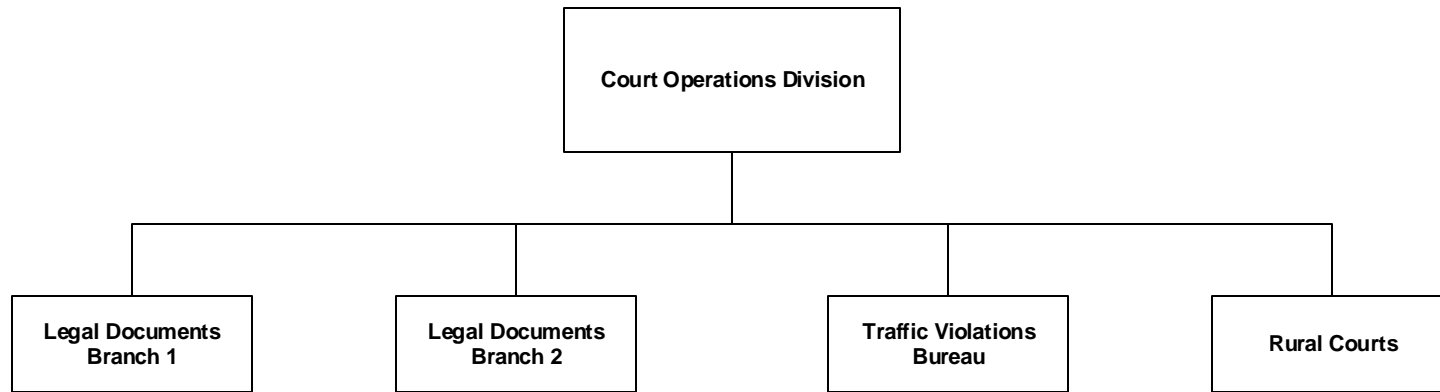 Court Operations Division
Legal Documents
Branch 1
Legal Documents
Branch 2
Traffic Violations
Bureau
Rural Courts